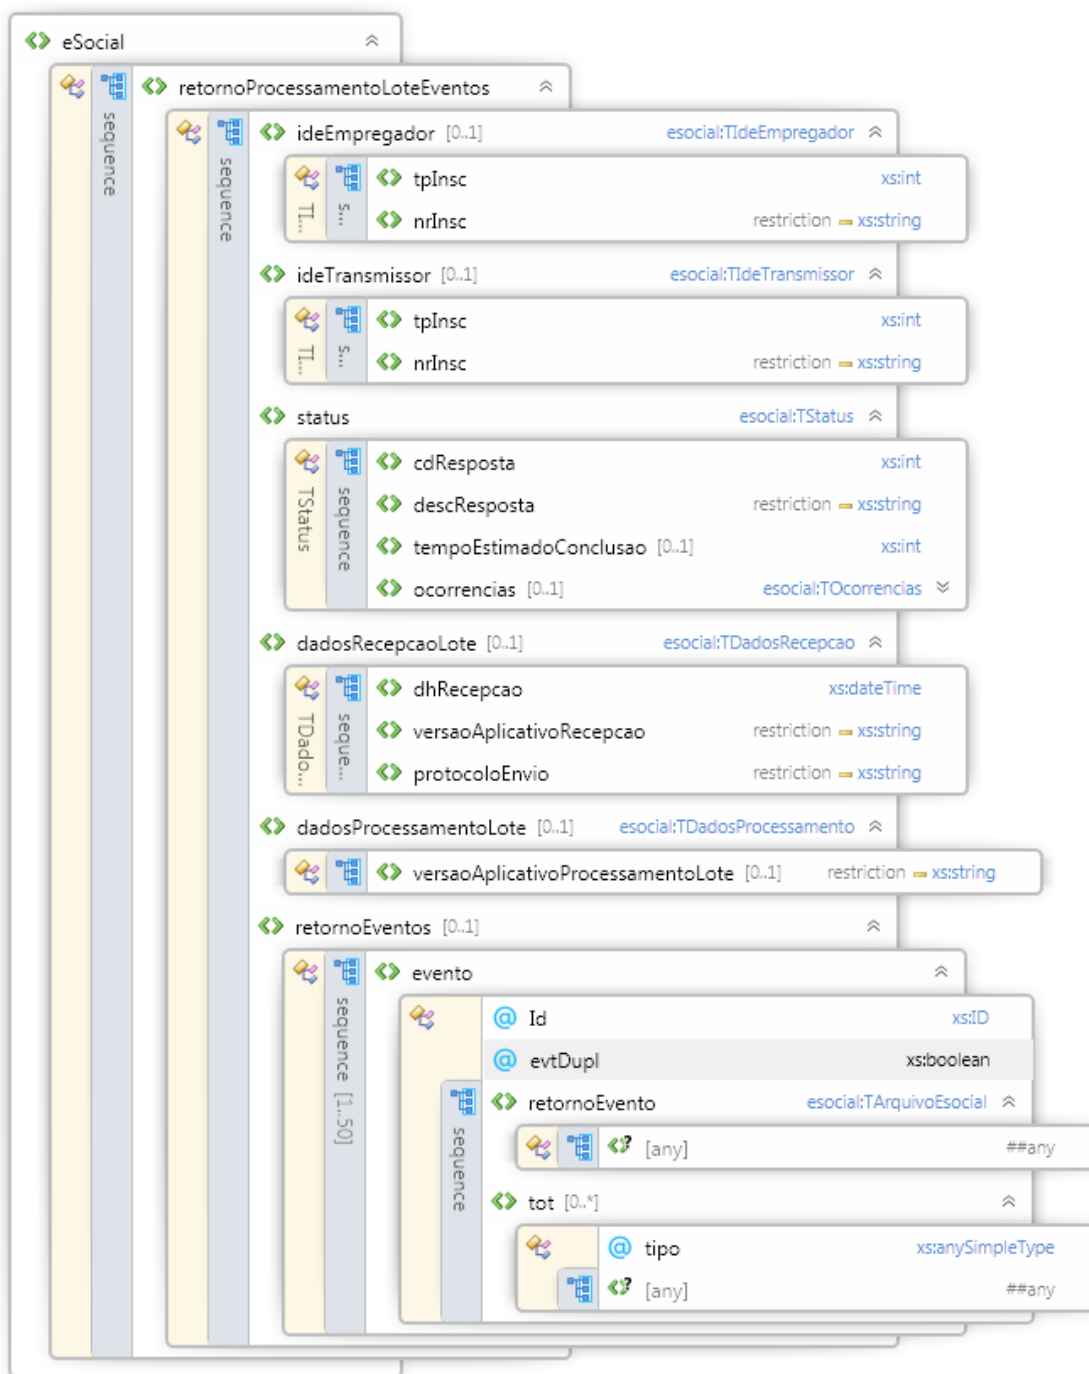 eSocial
sequence
retornoProcessamentoLoteEventos
sequence
ideEmpregador [0..1] esocial:TIdeEmpregador
TI...
s...
tpInsc xs:int
nrInsc restriction xs:string
ideTransmissor [0..1] esocial:TIdeTransmissor
TI...
s...
tpInsc xs:int
nrInsc restriction xs:string
status esocial:TStatus
TStatus
sequence
cdResposta xs:int
descResposta restriction xs:string
tempoEstimadoConclusao [0..1] xs:int
ocorrencias [0..1] esocial:TOcorrencias
dadosRecepcaoLote [0..1] esocial:TDadosRecepcao
TDado...
seque...
dhRecepcao xs:dateTime
versaoAplicativoRecepcao restriction xs:string
protocoloEnvio restriction xs:string
dadosProcessamentoLote [0..1] esocial:TDadosProcessamento
versaoAplicativoProcessamentoLote [0..1] restriction xs:string
retornoEventos [0..1]
sequence [1..50]
evento
@ Id xs:ID
@ evtDupl xs:boolean
sequence
retornoEvento esocial:TArquivoEsocial
[any] ##any
tot [0..*]
@ tipo xs:anySimpleType
[any] ##any